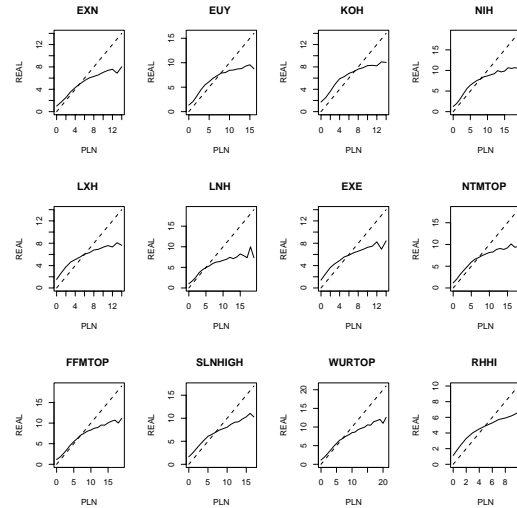 EXN
REAL
12
8
4
0
0 4 8 12
PLN
EUY
REAL
15
10
5
0
0 5 10 15
PLN
KOH
REAL
12
8
4
0
0 4 8 12
PLN
NIH
REAL
15
10
5
0
0 5 10 15
PLN
LXH
REAL
12
8
4
0
0 4 8 12
PLN
LNH
REAL
15
10
5
0
0 5 10 15
PLN
EXE
REAL
12
8
4
0
0 4 8 12
PLN
NTMTOP
REAL
15
10
5
0
0 5 10 15
PLN
FFMTOP
REAL
15
10
5
0
0 5 10 15
PLN
SLNHIGH
REAL
15
10
5
0
0 5 10 15
PLN
WURTOP
REAL
20
15
10
5
0
0 5 10 20
PLN
RHHI
REAL
10
8
6
4
2
0
0 2 4 6 8
PLN